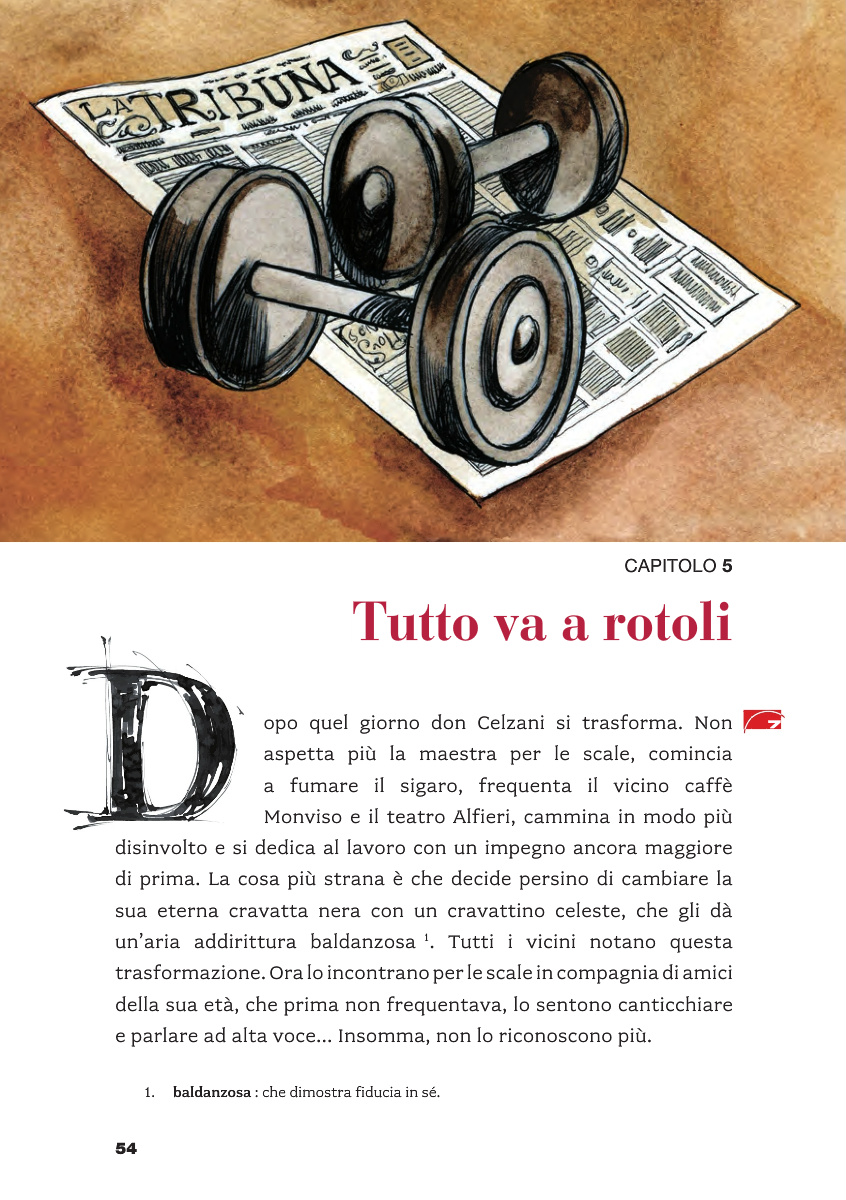 LA TRIBUNA
CAPITOLO 5
Tutto va a rotoli
Dopo quel giorno don Celzani si trasforma. Non
aspetta più la maestra per le scale, comincia
a fumare il sigaro, frequenta il vicino caffè
Monviso e il teatro Alfieri, cammina in modo più
disinvolto e si dedica al lavoro con un impegno ancora maggiore
di prima. La cosa più strana è che decide persino di cambiare la
sua eterna cravatta nera con un cravattino celeste, che gli dà
un’aria addirittura baldanzosa 1. Tutti i vicini notano questa
trasformazione. Ora lo incontrano per le scale in compagnia di amici
della sua età, che prima non frequentava, lo sentono canticchiare
e parlare ad alta voce... Insomma, non lo riconoscono più.
1. baldanzosa : che dimostra fiducia in sé.
54